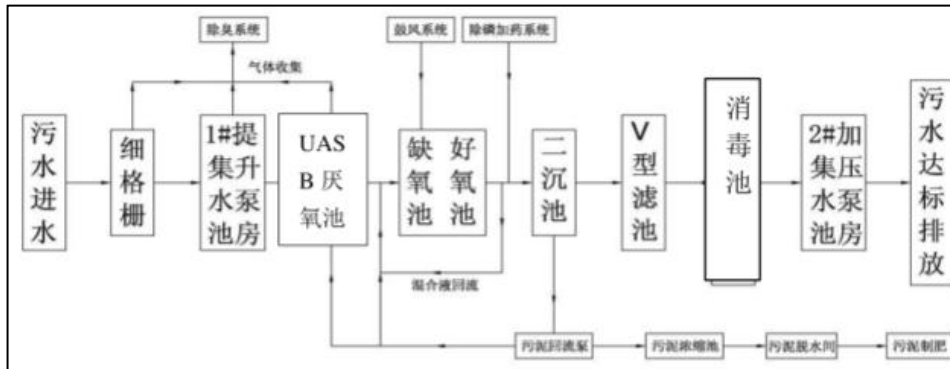 除臭系统
鼓风系统
除磷加药系统
气体收集
污水进水
细格栅
1#集水池
提升泵房
UAS
B 厌
氧池
缺氧池
好氧池
二沉池
V型滤池
消毒池
2#集水池
加压泵房
污水达标排放
混合液回流
污泥回流泵
污泥浓缩池
污泥脱水间
污泥制肥